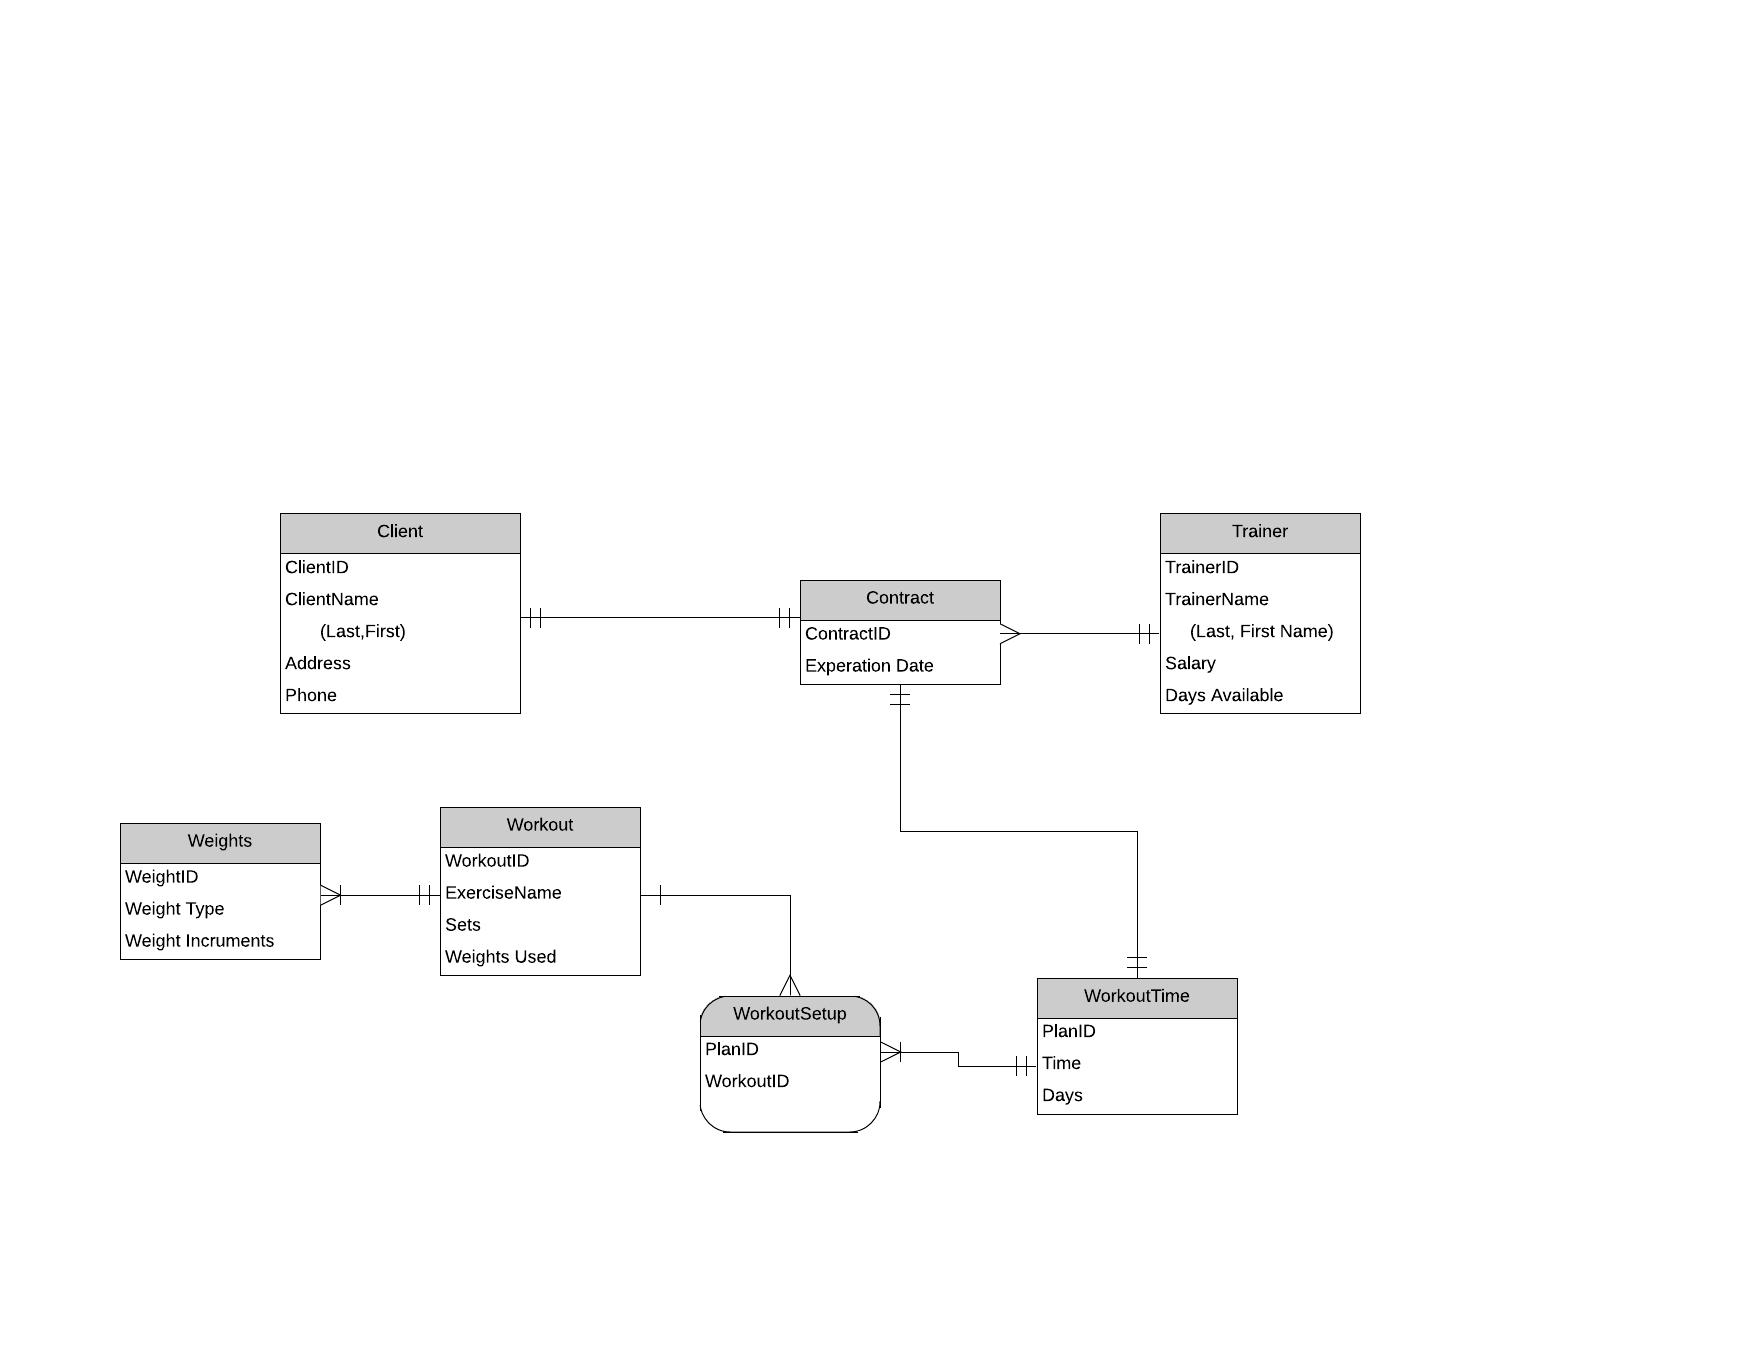 Client
ClientID
ClientName
(Last,First)
Address
Phone
Contract
ContractID
Experation Date
Trainer
TrainerID
TrainerName
(Last, First Name)
Salary
Days Available
Weights
WeightID
Weight Type
Weight Incruments
Workout
WorkoutID
ExerciseName
Sets
Weights Used
WorkoutSetup
PlanID
WorkoutID
WorkoutTime
PlanID
Time
Days